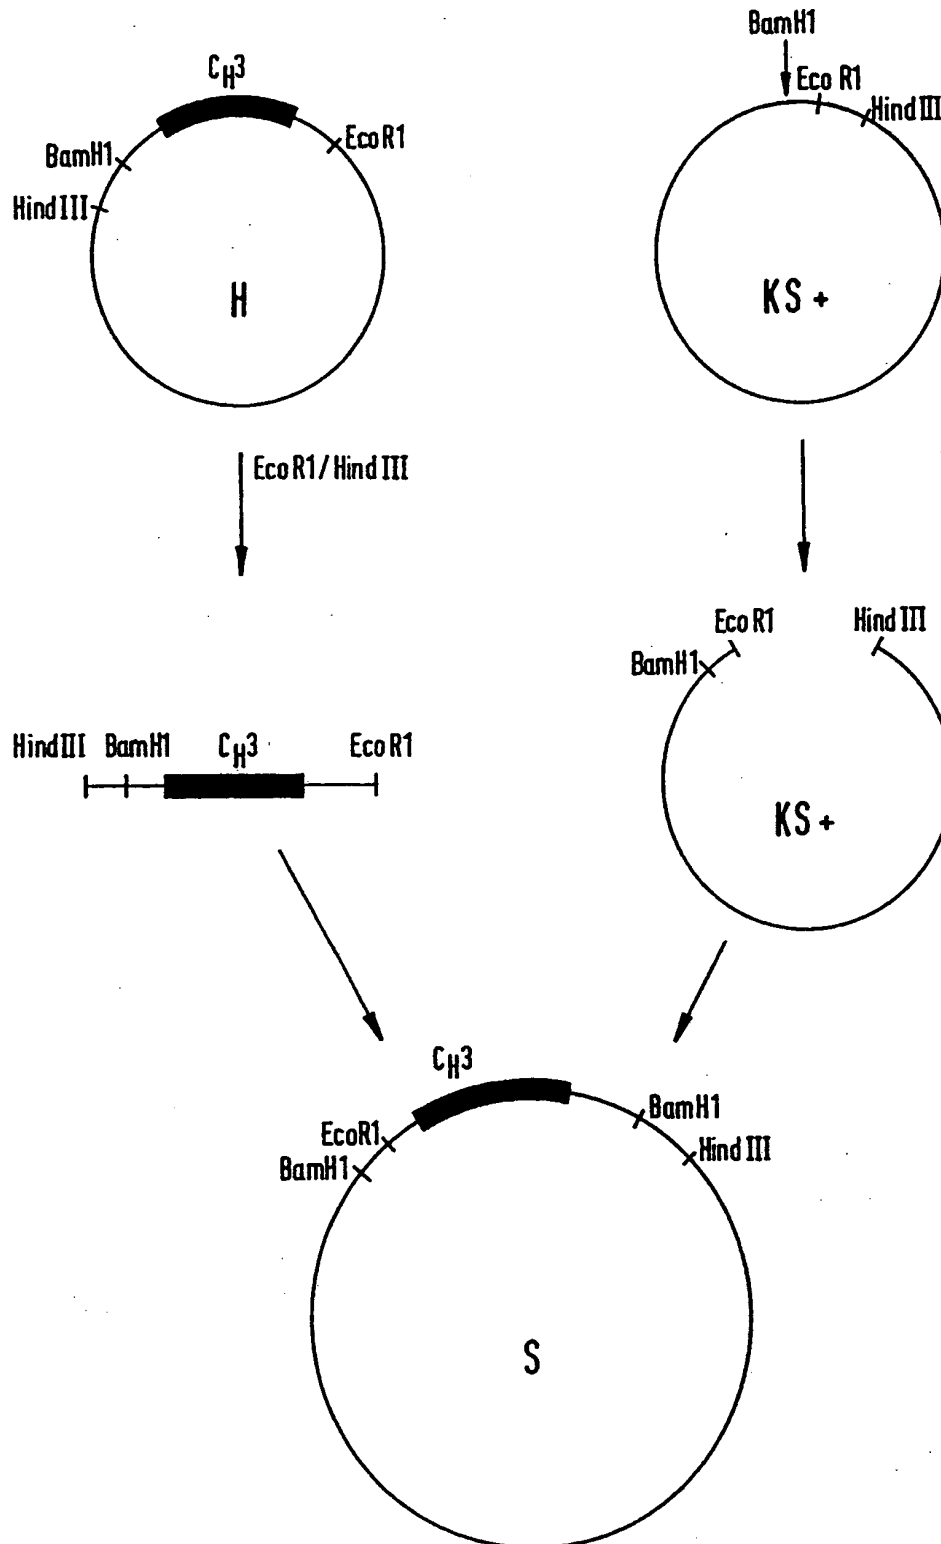 BamH1
CH3
EcoR1
HindIII
BamH1
EcoR1
HindIII
H
KS +
EcoR1/HindIII
EcoR1
HindIII
BamH1
HindIII BamH1 CH3 EcoR1
KS +
CH3
BamH1
EcoR1
HindIII
BamH1
S